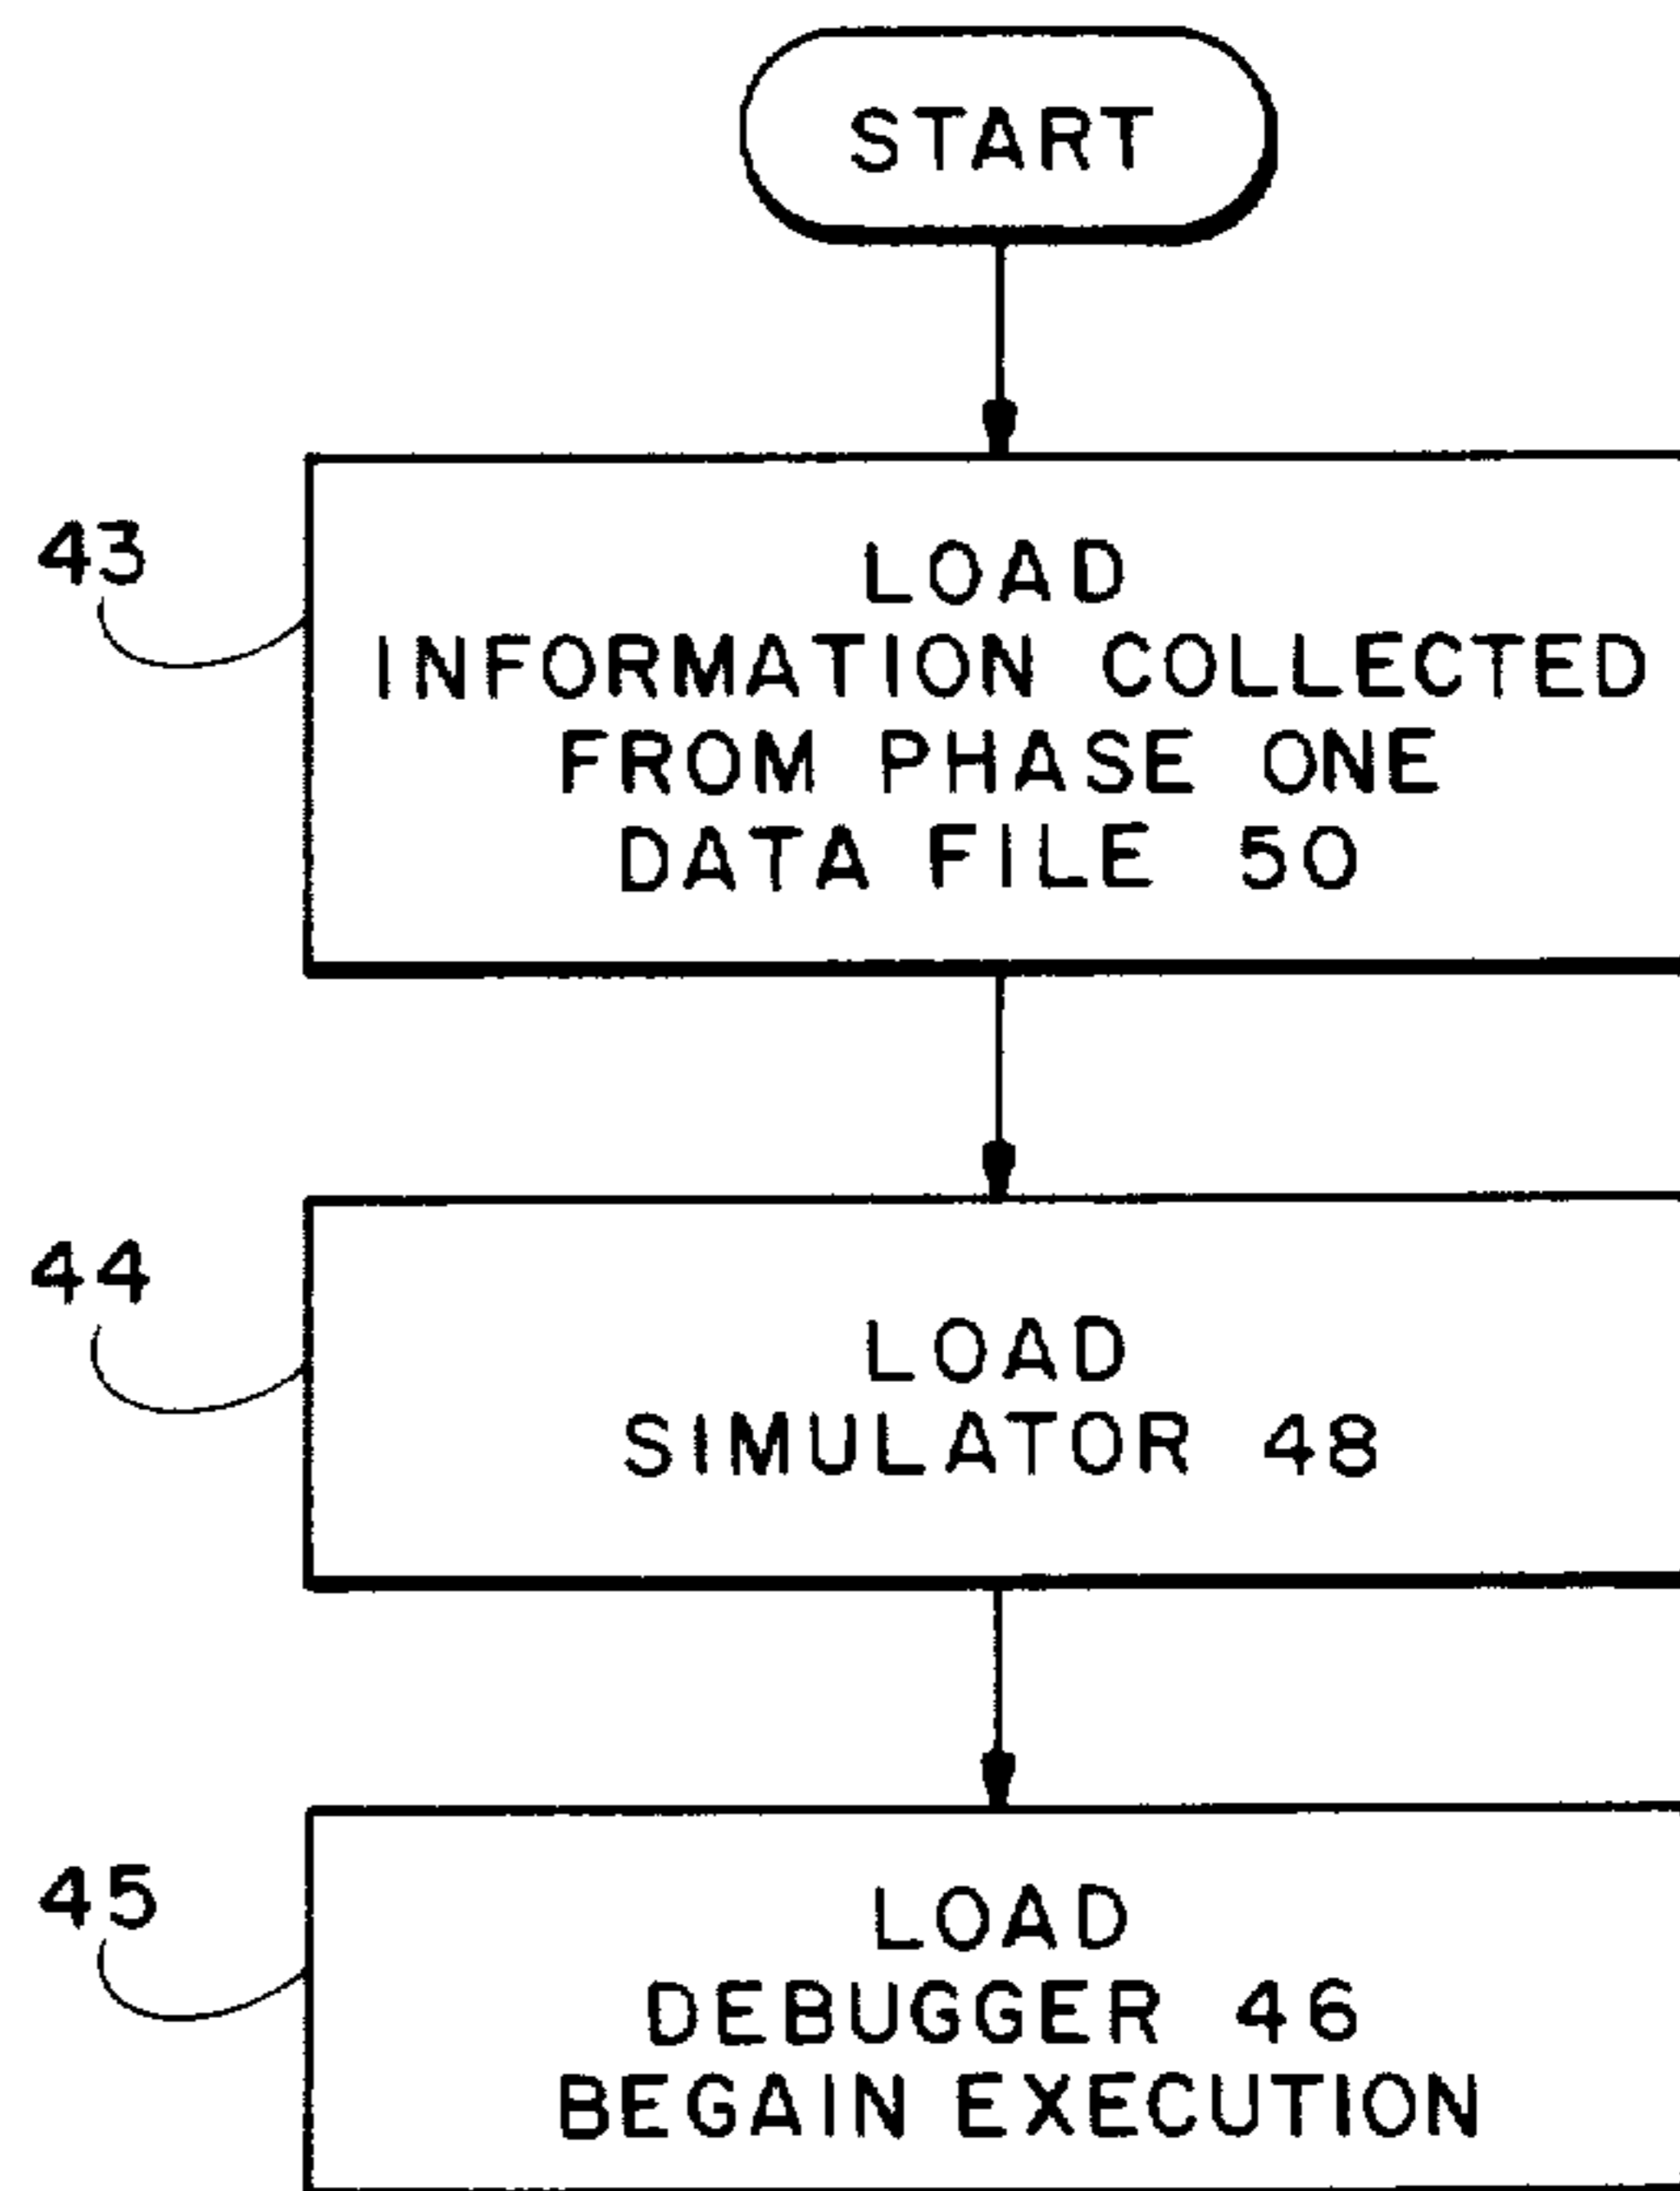 START
43
LOAD
INFORMATION COLLECTED
FROM PHASE ONE
DATA FILE 50
44
LOAD
SIMULATOR 48
45
LOAD
DEBUGGER 46
BEGAIN EXECUTION